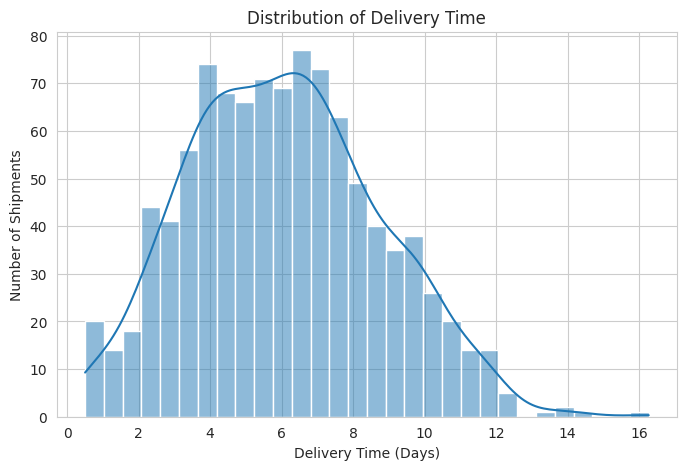 Distribution of Delivery Time
80
70
60
50
40
30
20
10
0
Number of Shipments
0 2 4 6 8 10 12 14 16
Delivery Time (Days)